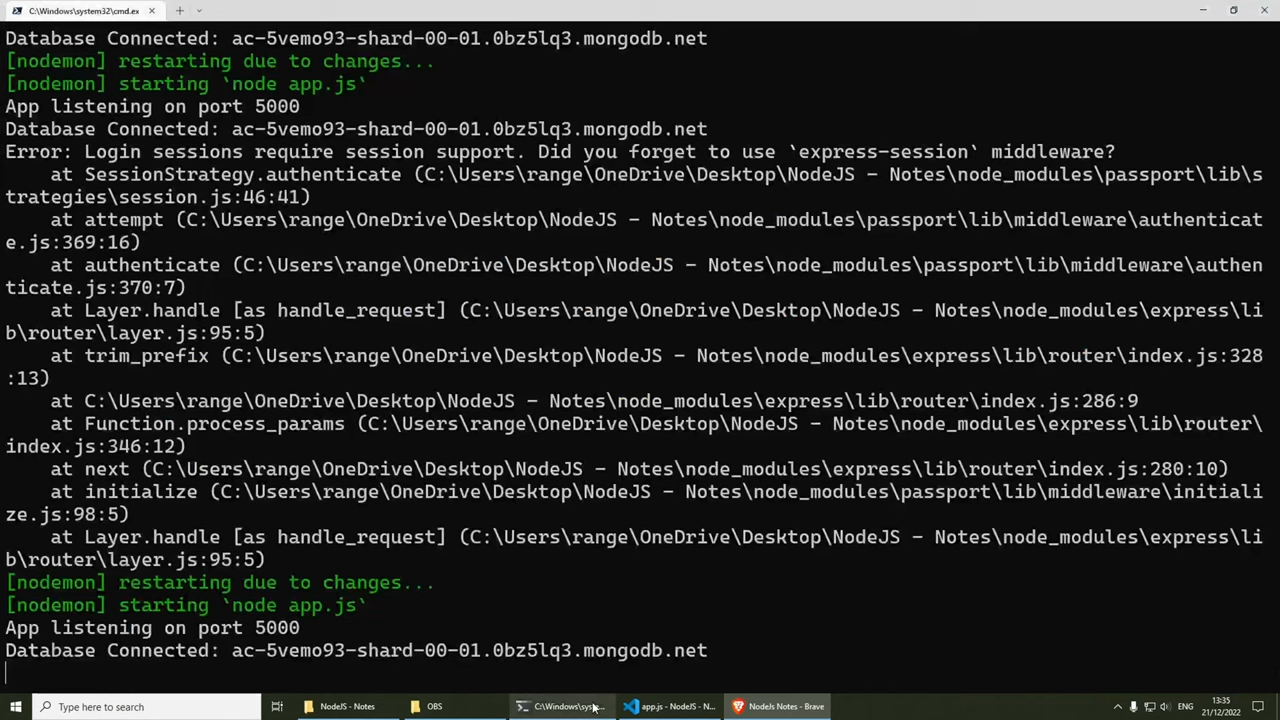 C:\Windows\system32\cmd.ex
Database Connected: ac-5vemo93-shard-00-01.0bz5lq3.mongodb.net
[nodemon] restarting due to changes...
[nodemon] starting `node app.js`
App listening on port 5000
Database Connected: ac-5vemo93-shard-00-01.0bz5lq3.mongodb.net
Error: Login sessions require session support. Did you forget to use `express-session` middleware?
at SessionStrategy.authenticate (C:\Users\range\OneDrive\Desktop\NodeJS - Notes\node_modules\passport\lib\s
trategies\session.js:46:41)
at attempt (C:\Users\range\OneDrive\Desktop\NodeJS - Notes\node_modules\passport\lib\middleware\authenticat
e.js:369:16)
at authenticate (C:\Users\range\OneDrive\Desktop\NodeJS - Notes\node_modules\passport\lib\middleware\authen
ticate.js:370:7)
at Layer.handle [as handle_request] (C:\Users\range\OneDrive\Desktop\NodeJS - Notes\node_modules\express\li
b\router\layer.js:95:5)
at trim_prefix (C:\Users\range\OneDrive\Desktop\NodeJS - Notes\node_modules\express\lib\router\index.js:328
:13)
at C:\Users\range\OneDrive\Desktop\NodeJS - Notes\node_modules\express\lib\router\index.js:286:9
at Function.process_params (C:\Users\range\OneDrive\Desktop\NodeJS - Notes\node_modules\express\lib\router\
index.js:346:12)
at next (C:\Users\range\OneDrive\Desktop\NodeJS - Notes\node_modules\express\lib\router\index.js:280:10)
at initialize (C:\Users\range\OneDrive\Desktop\NodeJS - Notes\node_modules\passport\lib\middleware\initiali
ze.js:98:5)
at Layer.handle [as handle_request] (C:\Users\range\OneDrive\Desktop\NodeJS - Notes\node_modules\express\li
b\router\layer.js:95:5)
[nodemon] restarting due to changes...
[nodemon] starting `node app.js`
App listening on port 5000
Database Connected: ac-5vemo93-shard-00-01.0bz5lq3.mongodb.net
Type here to search
NodeJS - Notes
OBS
C:\Windows\syste...
app.js - NodeJS - N...
NodeJs Notes - Brave
ENG
13:35
21/12/2022